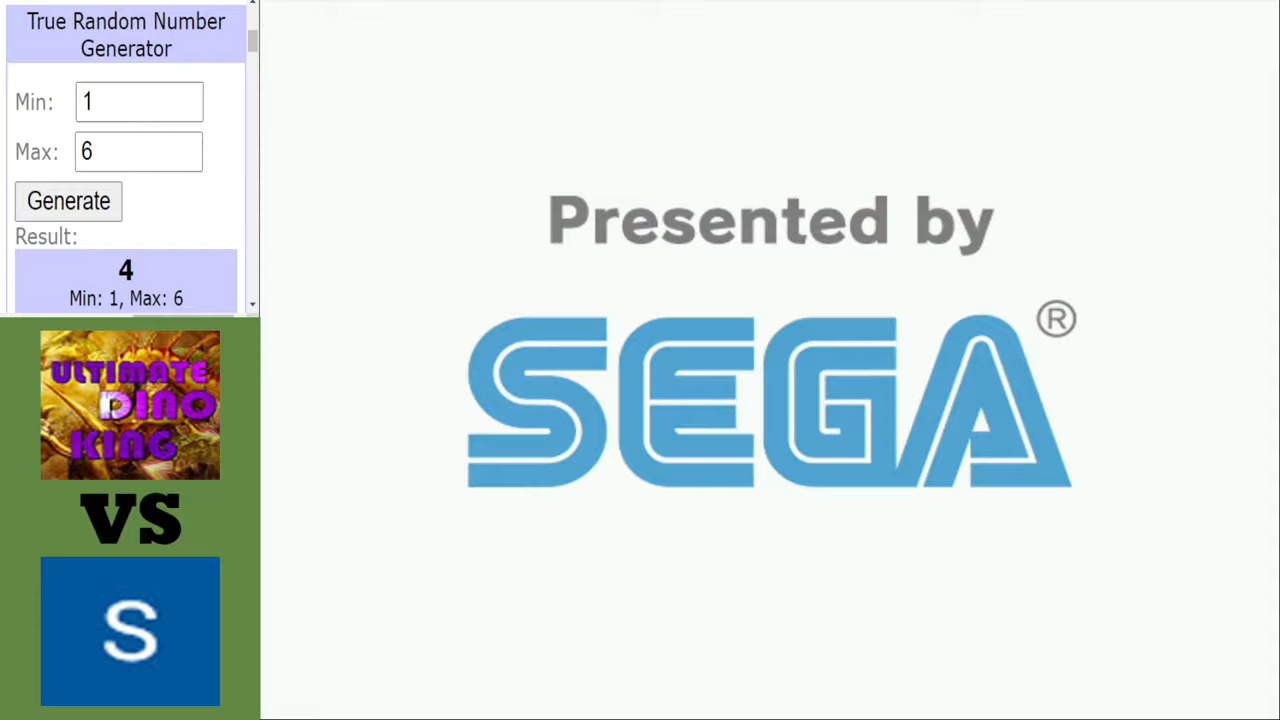 True Random Number
Generator
Min: 1
Max: 6
Generate
Result:
4
Min: 1, Max: 6
ULTIMATE
DINO
KING
VS
S
Presented by
SEGA®